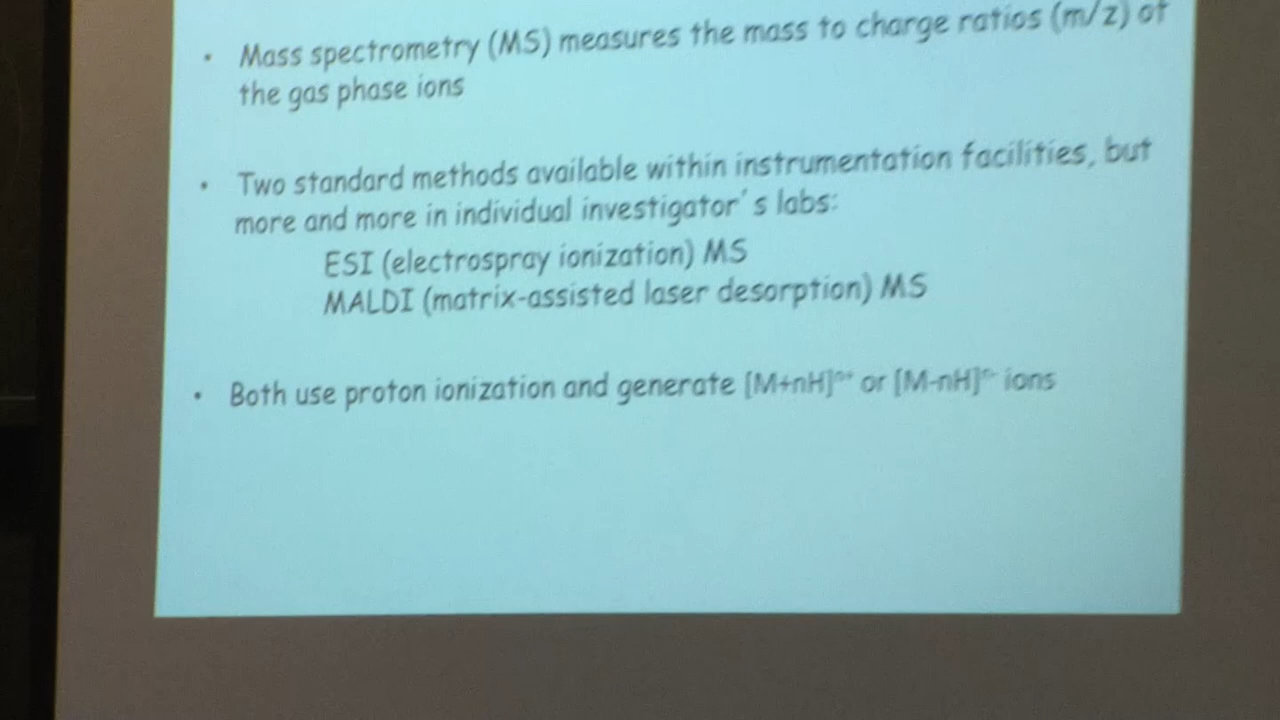 • Mass spectrometry (MS) measures the mass to charge ratios (m/z) of
the gas phase ions
• Two standard methods available within instrumentation facilities, but
more and more in individual investigator's labs:
ESI (electrospray ionization) MS
MALDI (matrix-assisted laser desorption) MS
• Both use proton ionization and generate [M+nH]ⁿ⁺ or [M-nH]ⁿ⁻ ions